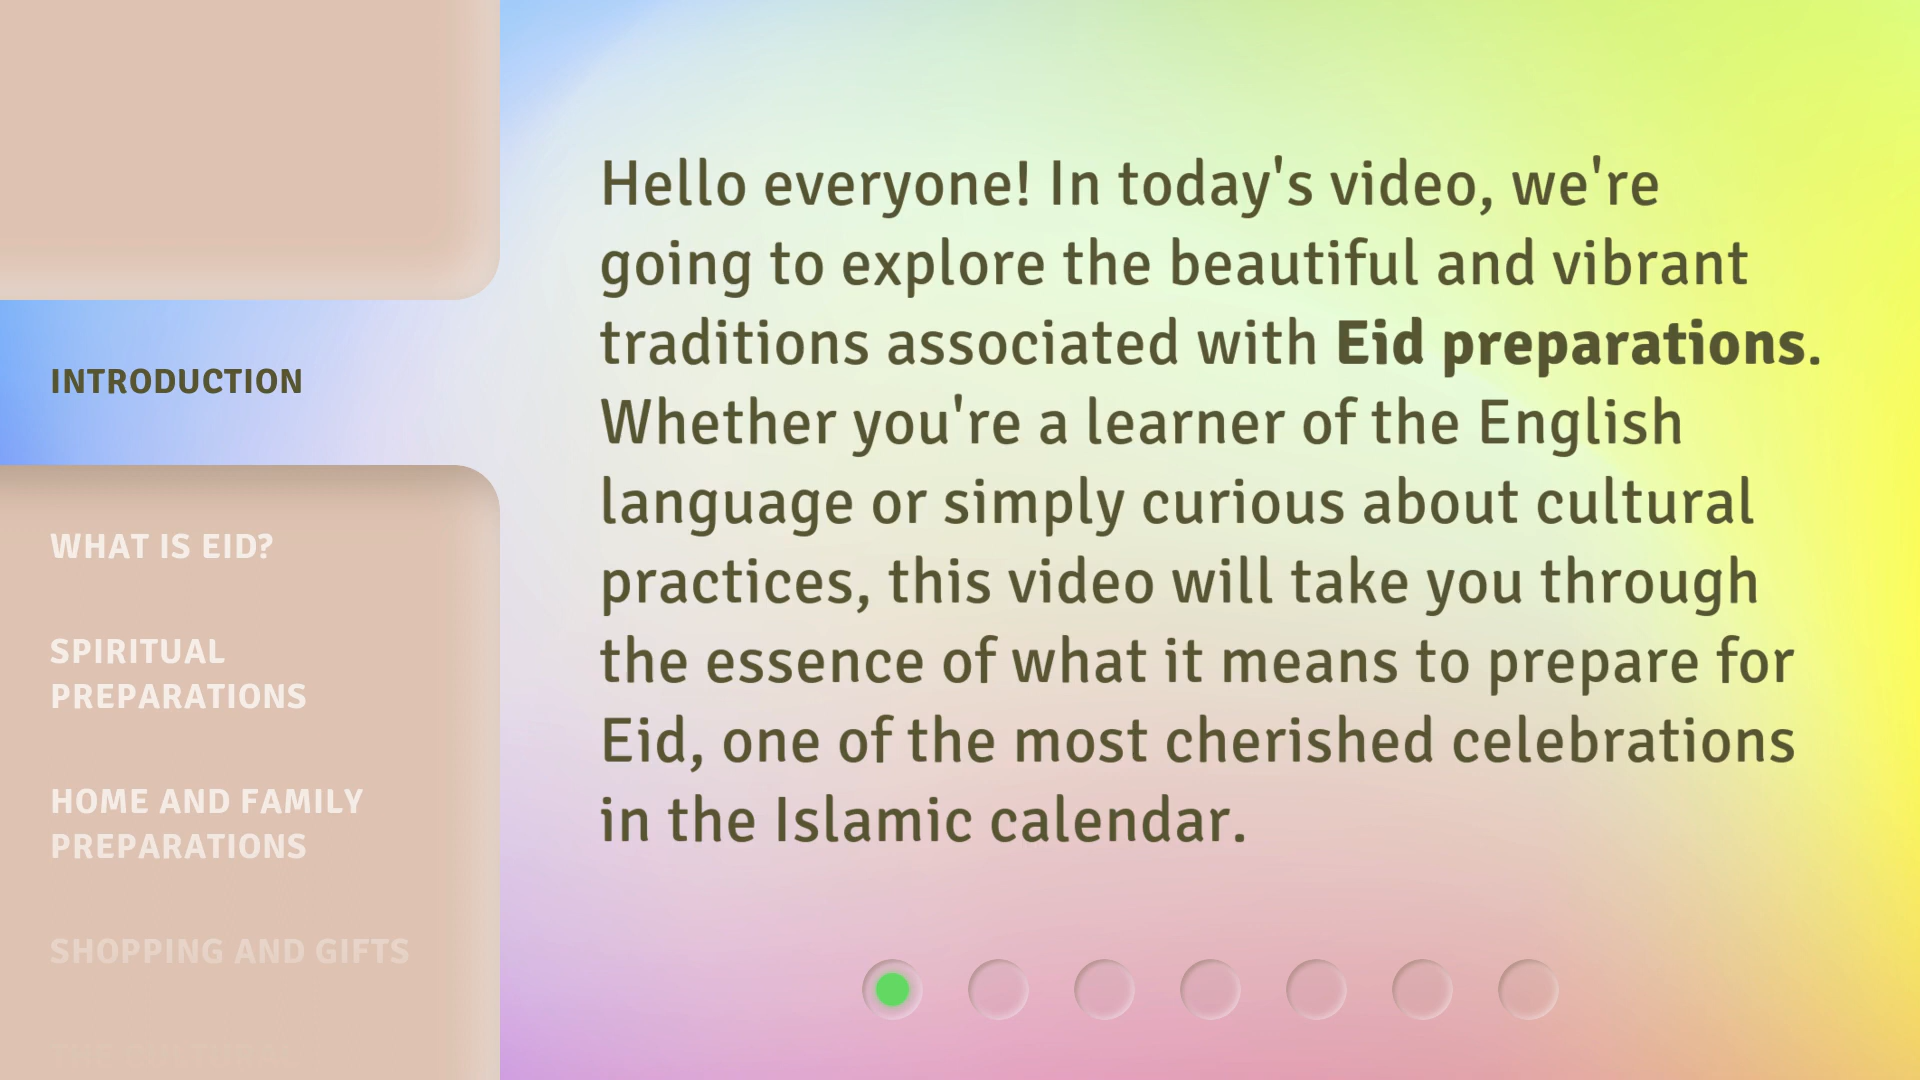 INTRODUCTION
WHAT IS EID?
SPIRITUAL
PREPARATIONS
HOME AND FAMILY
PREPARATIONS
SHOPPING AND GIFTS
THE CULTURAL
Hello everyone! In today's video, we're
going to explore the beautiful and vibrant
traditions associated with Eid preparations.
Whether you're a learner of the English
language or simply curious about cultural
practices, this video will take you through
the essence of what it means to prepare for
Eid, one of the most cherished celebrations
in the Islamic calendar.